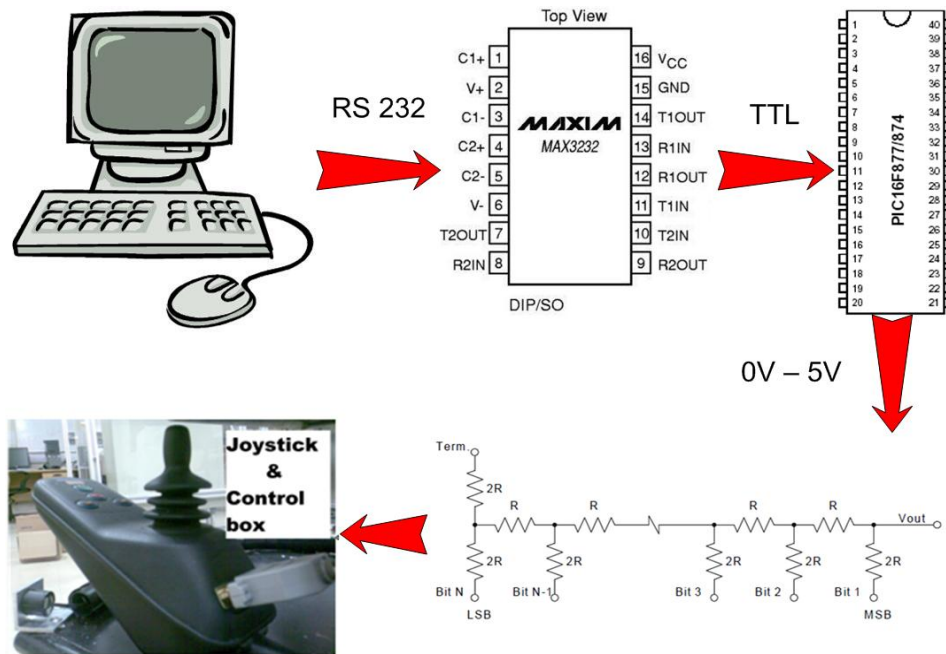 RS 232
Top View
C1+ 1
V+ 2
C1- 3
C2+ 4
C2- 5
V- 6
T2OUT 7
R2IN 8
MAXIM
MAX3232
16 VCC
15 GND
14 T1OUT
13 R1IN
12 R1OUT
11 T1IN
10 T2IN
9 R2OUT
DIP/SO
TTL
1 40
2 39
3 38
4 37
5 36
6 35
7 34
8 33
9 32
10 31
11 30
12 29
13 28
14 27
15 26
16 25
17 24
18 23
19 22
20 21
PIC16F877/874
0V – 5V
Joystick
&
Control
box
Term.
2R
R R R R
Vout
2R 2R 2R 2R 2R
Bit N Bit N-1 Bit 3 Bit 2 Bit 1
LSB MSB